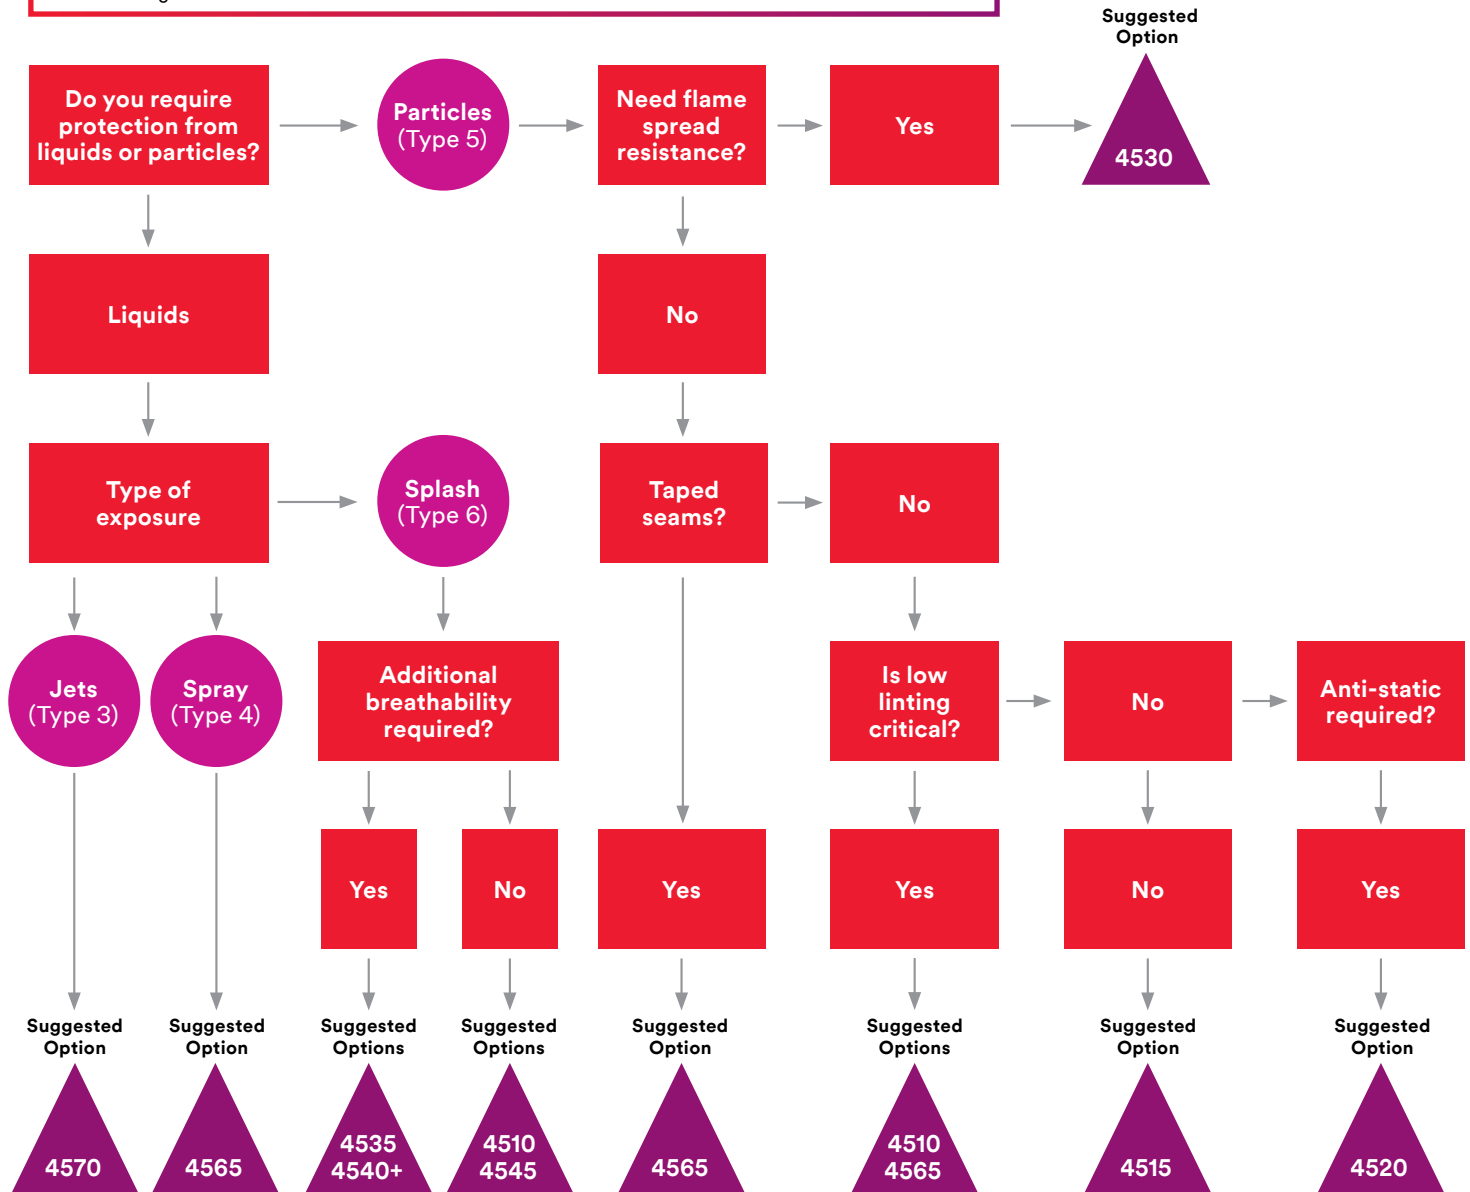 Suggested
Option
Do you require
protection from
liquids or particles?
Particles
(Type 5)
Need flame
spread
resistance?
Yes
4530
Liquids
No
Type of
exposure
Splash
(Type 6)
Taped
seams?
No
Jets
(Type 3)
Spray
(Type 4)
Additional
breathability
required?
Is low
linting
critical?
No
Anti-static
required?
Yes
No
Yes
Yes
No
Yes
Suggested
Option
Suggested
Option
Suggested
Options
Suggested
Options
Suggested
Option
Suggested
Options
Suggested
Option
Suggested
Option
4570
4565
4535
4540+
4510
4545
4565
4510
4565
4515
4520